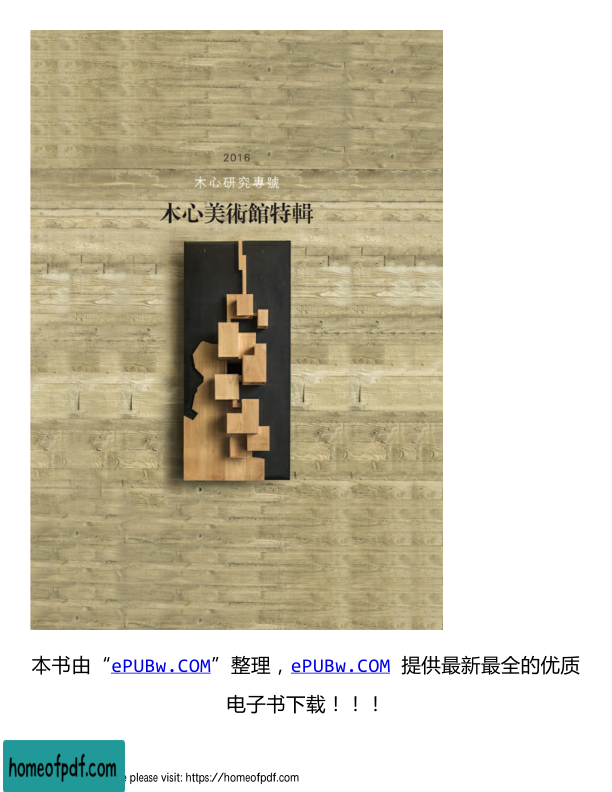 2016
木心研究專號
木心美術館特輯
本书由“ePUBw.COM”整理，ePUBw.COM 提供最新最全的优质
电子书下载！！！
homeofpdf.com
e please visit: https://homeofpdf.com